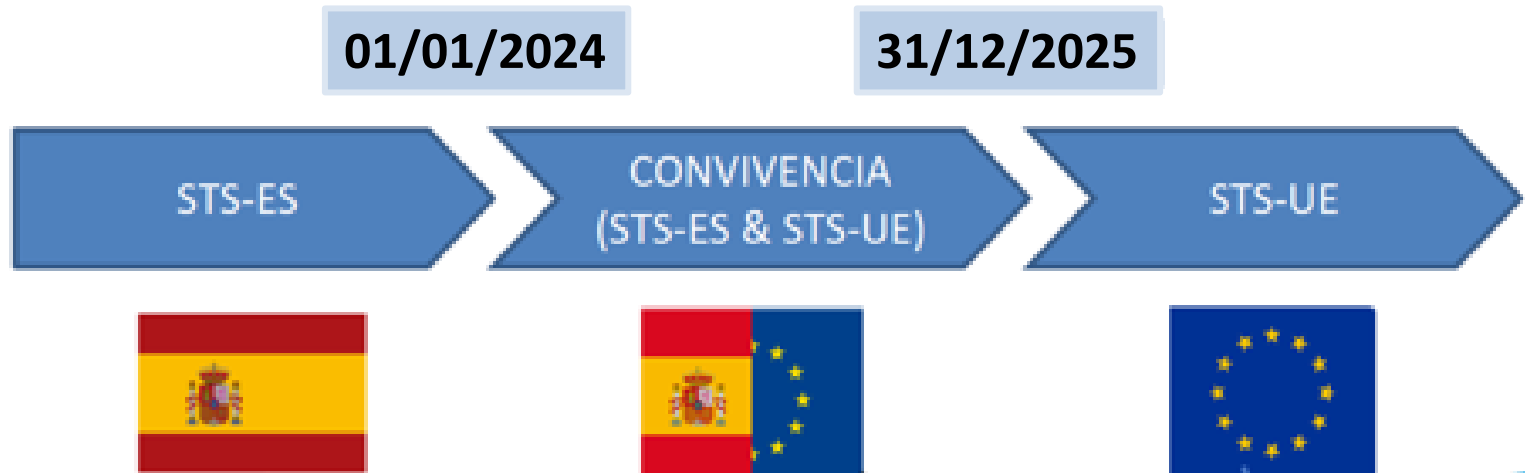 01/01/2024
31/12/2025
STS-ES
CONVIVENCIA
(STS-ES & STS-UE)
STS-UE